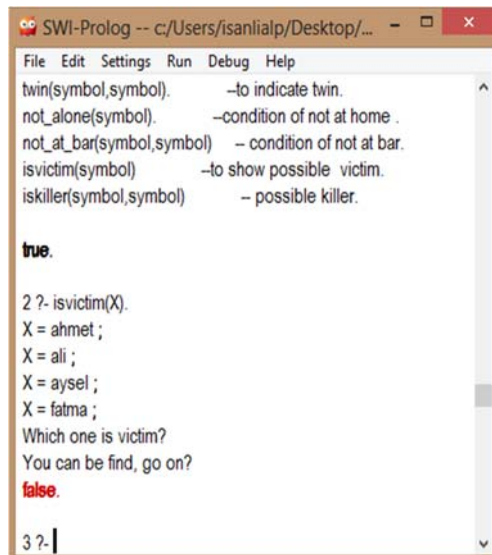 SWI-Prolog -- c:/Users/isanlialp/Desktop/...
File Edit Settings Run Debug Help
twin(symbol,symbol). --to indicate twin.
not_alone(symbol). --condition of not at home .
not_at_bar(symbol,symbol) -- condition of not at bar.
isvictim(symbol) --to show possible victim.
iskiller(symbol,symbol) -- possible killer.
true.
2 ?- isvictim(X).
X = ahmet ;
X = ali ;
X = aysel ;
X = fatma ;
Which one is victim?
You can be find, go on?
false.
3 ?-